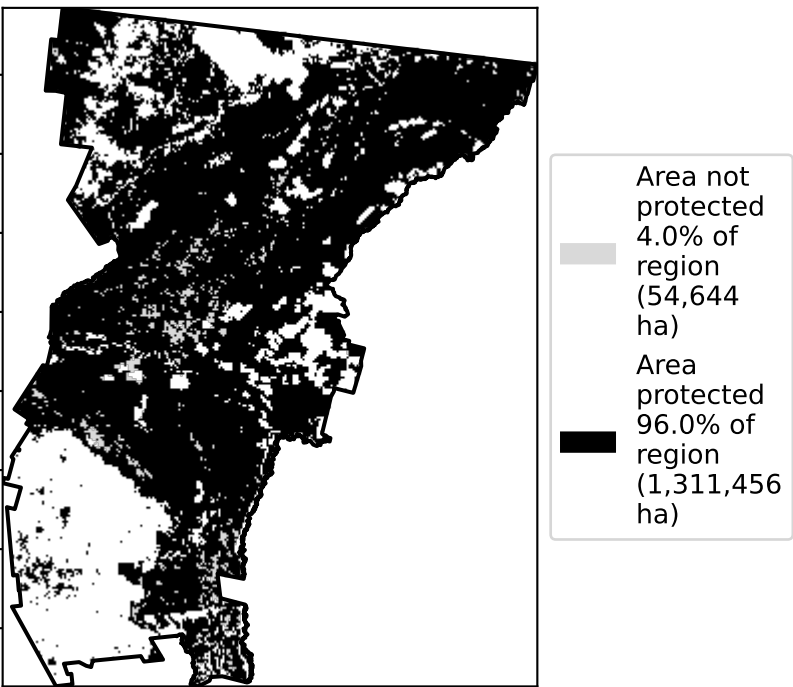 Area not
protected
4.0% of
region
(54,644
ha)
Area
protected
96.0% of
region
(1,311,456
ha)